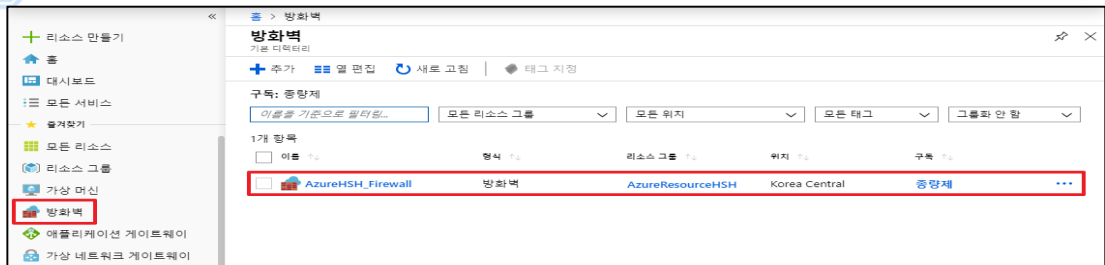 «
홈 > 방화벽
리소스 만들기
홈
대시보드
모든 서비스
즐겨찾기
모든 리소스
리소스 그룹
가상 머신
방화벽
애플리케이션 게이트웨이
가상 네트워크 게이트웨이
방화벽
기본 디렉터리
추가 열 편집 새로 고침 태그 지정
구독: 종량제
이름을 기준으로 필터링... 모든 리소스 그룹 모든 위치 모든 태그 그룹화 안 함
1개 항목
이름 ↑↓ 형식 ↑↓ 리소스 그룹 ↑↓ 위치 ↑↓ 구독 ↑↓
AzureHSH_Firewall 방화벽 AzureResourceHSH Korea Central 종량제 ...